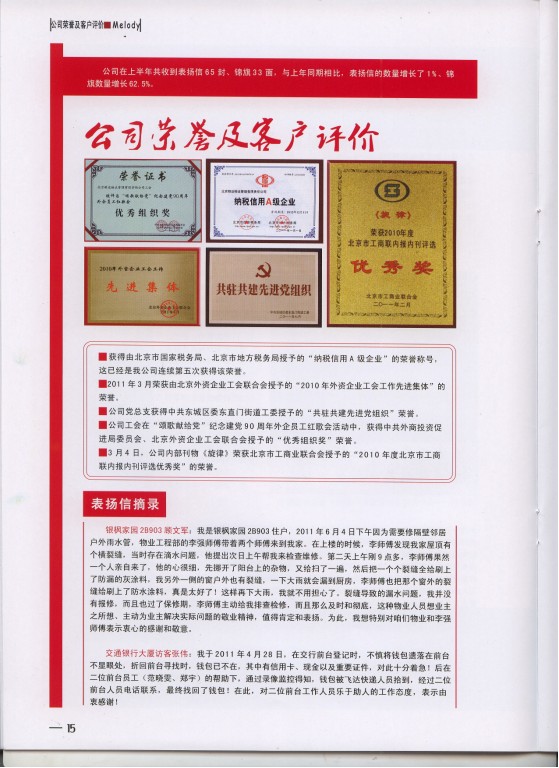 公司荣誉及客户评价■Melody
公司在上半年共收到表扬信65封，锦旗33面，与上年同期相比，表扬信的数量增长了1%、锦
旗数量增长62.5%。
公司荣誉及客户评价
荣誉证书
优秀组织奖
纳税信用A级企业
《旋律》
荣获2010年度
北京市工商联内报内刊评选
优秀奖
北京市工商业联合会
二〇一一年二月
2010年外资企业工会工作
先进集体
共驻共建先进党组织
■获得由北京市国家税务局、北京市地方税务局授予的“纳税信用A级企业”的荣誉称号，
这已经是我公司连续第五次获得该荣誉。
■2011年3月荣获由北京外资企业工会联合会授予的“2010年外资企业工会工作先进集体”的
荣誉。
■公司党总支获得中共东城区委东直门街道工委授予的“共驻共建先进党组织”荣誉。
■公司工会在“颂歌献给党”纪念建党90周年外企员工红歌会活动中，获得中共外商投资促
进局委员会、北京外资企业工会联合会授予的“优秀组织奖”荣誉。
■3月4日，公司内部刊物《旋律》荣获北京市工商业联合会授予的“2010年度北京市工商
联内报内刊评选优秀奖”的荣誉。
表扬信摘录
银枫家园2B903顾文军：我是银枫家园2B903住户，2011年6月4日下午因为需要修隔壁邻居
户外雨水管，物业工程部的李强师傅带着两个师傅来到我家。在上楼的时候，李师傅发现我家屋顶有
个横裂缝，当时存在滴水问题，他提出次日上午帮我来检查维修。第二天上午刚9点多，李师傅果然
一个人亲自来了，他的心很细，先挪开了阳台上的杂物，又给扫了一遍，然后把一个个裂缝全给刷上
了防漏的灰涂料，我另外一侧的窗户外也有裂缝，一下大雨就会漏到厨房，李师傅也把那个窗外的裂
缝给刷上了防水涂料，真是太好了！这样再下大雨，我就不用担心了。裂缝导致的漏水问题，我并没
有报修，而且也过了保修期，李师傅主动给我排查检修，而且那么及时和彻底，这种物业人员想业主
之所想、主动为业主解决实际问题的敬业精神，值得肯定和表扬。为此，我想特别对咱们物业和李强
师傅表示衷心的感谢和敬意。
交通银行大厦访客张伟：我于2011年4月28日，在交行前台登记时，不慎将钱包遗落在前台
不显眼处，折回前台寻找时，钱包已不在，其中有信用卡、现金以及重要证件，对此十分着急！后在
二位前台员工（范晓雯、郑宇）的帮助下，通过录像监控得知，钱包被飞达快递人员拾到，经过二位
前台人员电话联系，最终找回了钱包！在此，对二位前台工作人员乐于助人的工作态度，表示由
衷感谢！
15